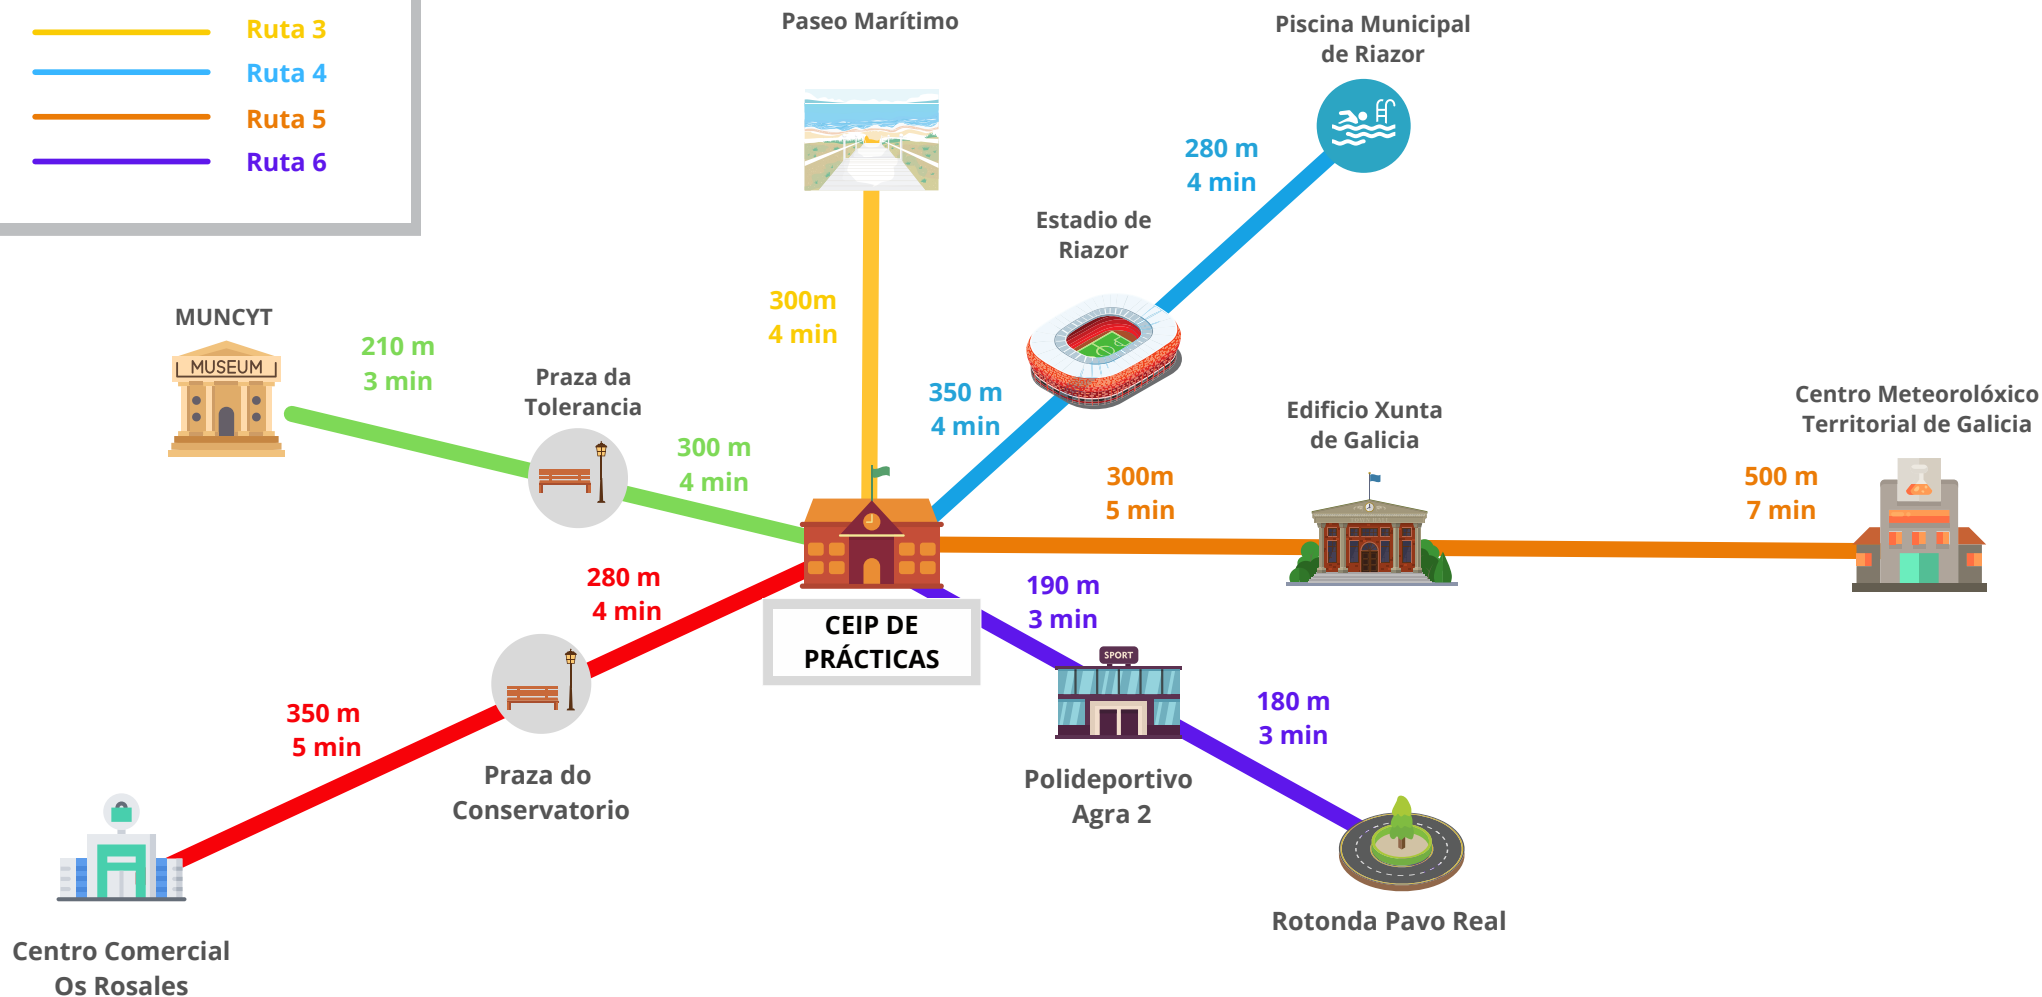 Ruta 3
Ruta 4
Ruta 5
Ruta 6
Paseo Marítimo
Piscina Municipal
de Riazor
280 m
4 min
Estadio de
Riazor
300m
4 min
MUNCYT
MUSEUM
210 m
3 min
Praza da
Tolerancia
300 m
4 min
350 m
4 min
Edificio Xunta
de Galicia
300m
5 min
Centro Meteorolóxico
Territorial de Galicia
500 m
7 min
280 m
4 min
CEIP DE
PRÁCTICAS
190 m
3 min
SPORT
180 m
3 min
350 m
5 min
Praza do
Conservatorio
Polideportivo
Agra 2
Rotonda Pavo Real
Centro Comercial
Os Rosales